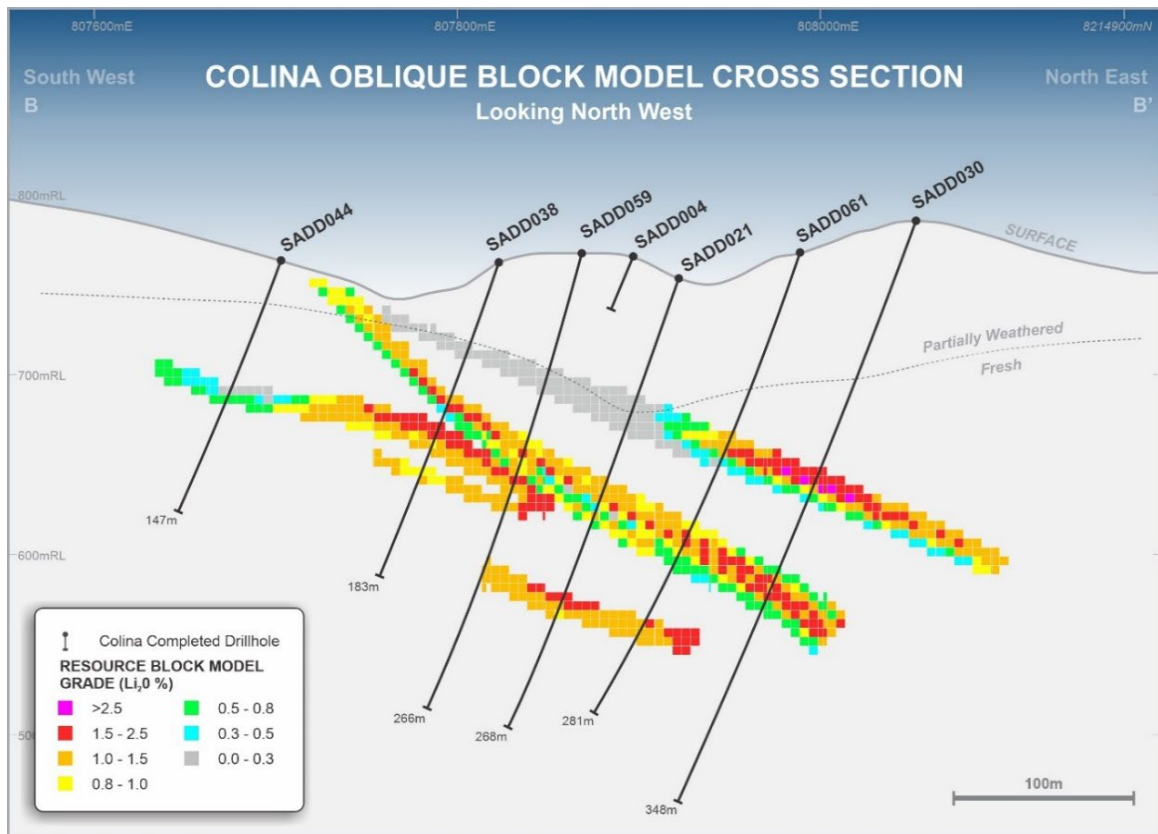 807600mE
807800mE
808000mE
8214900mN
South West
B
COLINA OBLIQUE BLOCK MODEL CROSS SECTION
Looking North West
North East
B'
800mRL
SADD044
SADD038
SADD059
SADD004
SADD021
SADD061
SADD030
SURFACE
Partially Weathered
Fresh
700mRL
600mRL
147m
183m
266m
268m
281m
348m
Colina Completed Drillhole
RESOURCE BLOCK MODEL
GRADE (Li₂0 %)
>2.5
1.5 - 2.5
1.0 - 1.5
0.8 - 1.0
0.5 - 0.8
0.3 - 0.5
0.0 - 0.3
100m